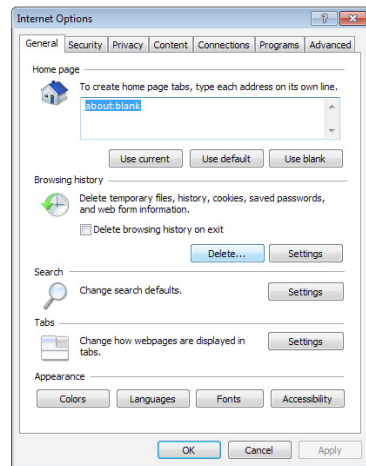 Internet Options
General Security Privacy Content Connections Programs Advanced
Home page
To create home page tabs, type each address on its own line.
about:blank
Use current Use default Use blank
Browsing history
Delete temporary files, history, cookies, saved passwords,
and web form information.
Delete browsing history on exit
Delete... Settings
Search
Change search defaults. Settings
Tabs
Change how webpages are displayed in Settings
tabs.
Appearance
Colors Languages Fonts Accessibility
OK Cancel Apply